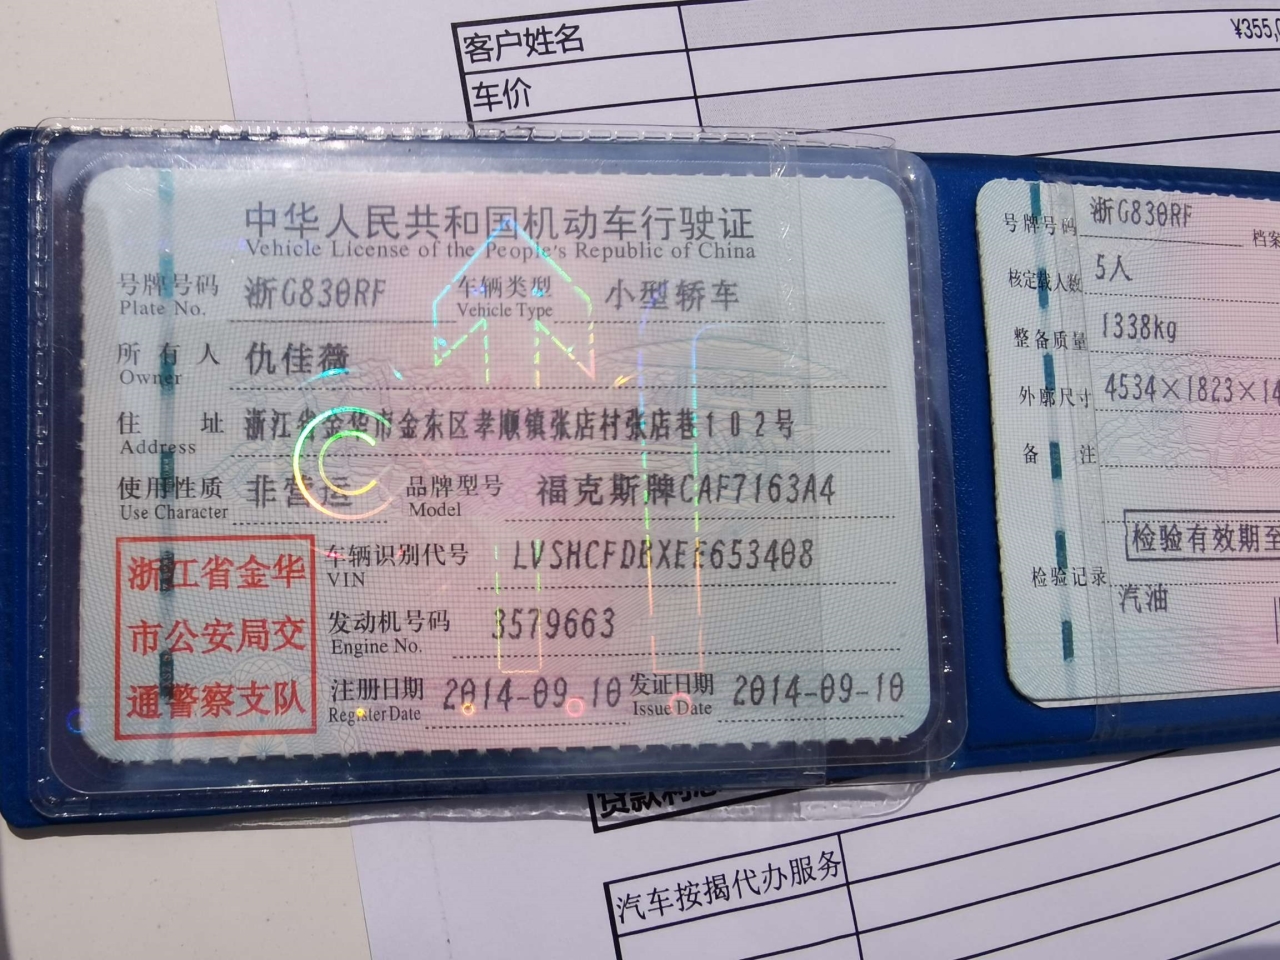 客户姓名
¥355,0
车价
中华人民共和国机动车行驶证
Vehicle License of the People's Republic of China
号牌号码 浙G830RF 车辆类型 小型轿车
Plate No. Vehicle Type
所有人 仇佳薇
Owner
住址 浙江省金华市金东区孝顺镇张店村张店巷102号
Address
使用性质 非营运 品牌型号 福克斯牌CAF7163A4
Use Character Model
车辆识别代号 LVSHCFDBXEE653408
VIN
发动机号码 3579663
Engine No.
注册日期 2014-09-10 发证日期 2014-09-10
Register Date Issue Date
浙江省金华
市公安局交
通警察支队
号牌号码 浙G830RF 档案
核定载人数 5人
整备质量 1338kg
外廓尺寸 4534×1823×14
备注
检验有效期至
检验记录
汽油
贷款利息
汽车按揭代办服务